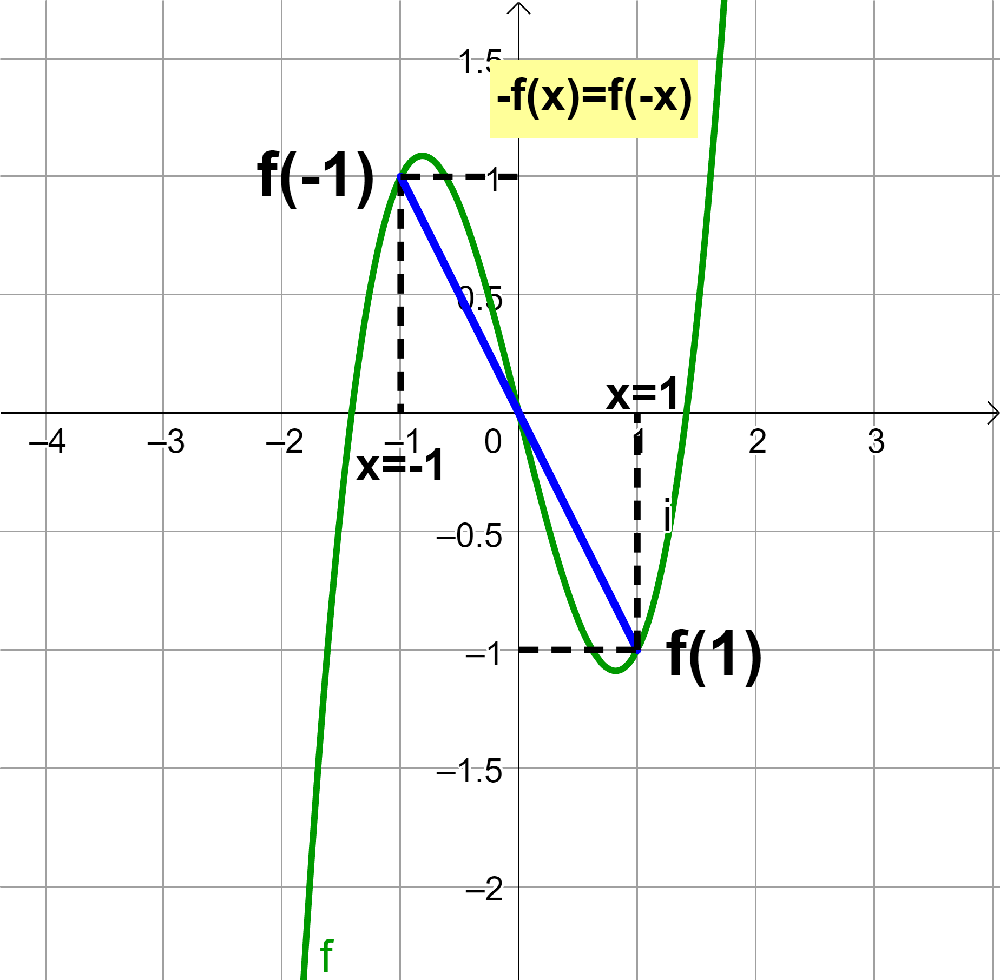 1.5
-f(x)=f(-x)
f(-1)
1
0.5
x=1
–4
–3
–2
–1
0
1
2
3
x=-1
i
–0.5
–1
f(1)
–1.5
–2
f